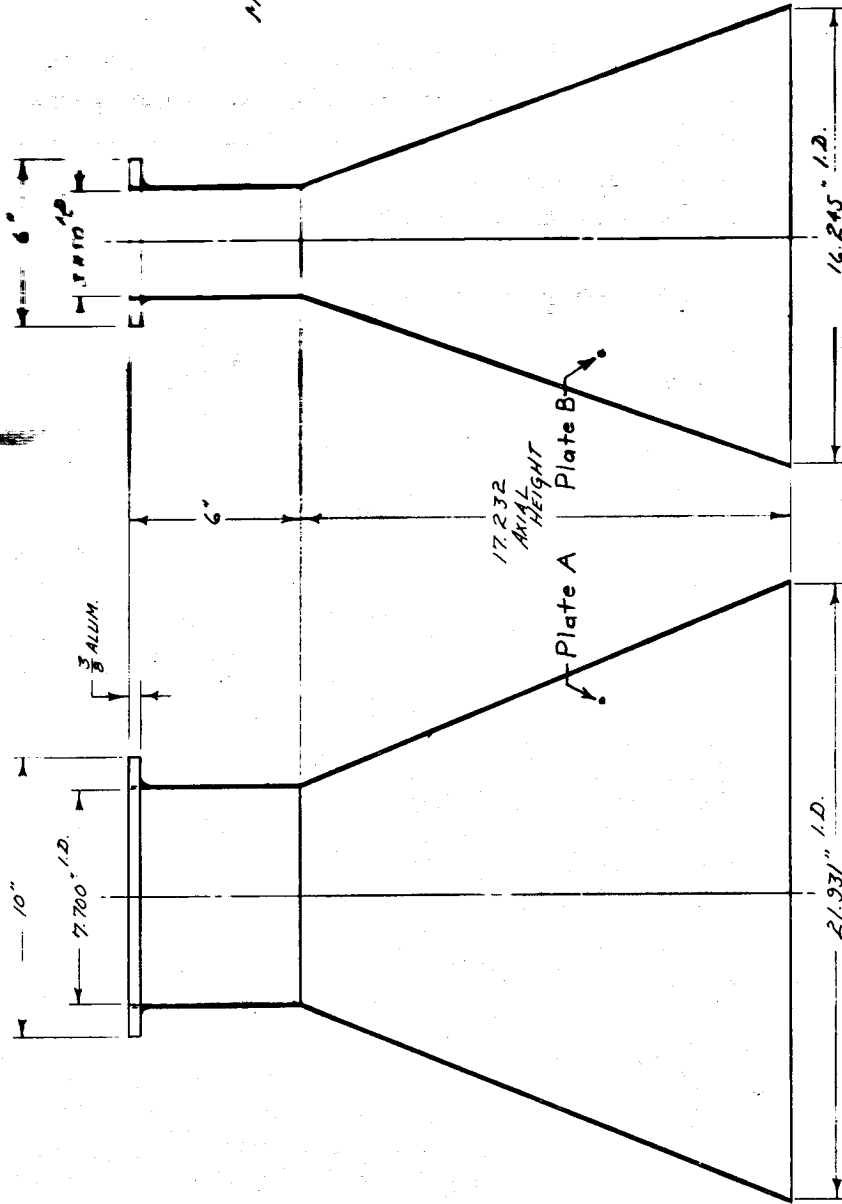 6"
10"
7.700" I.D.
3/8 ALUM.
6"
17.232
AXIAL
HEIGHT
Plate A
Plate B
21.931" I.D.
16.245" I.D.